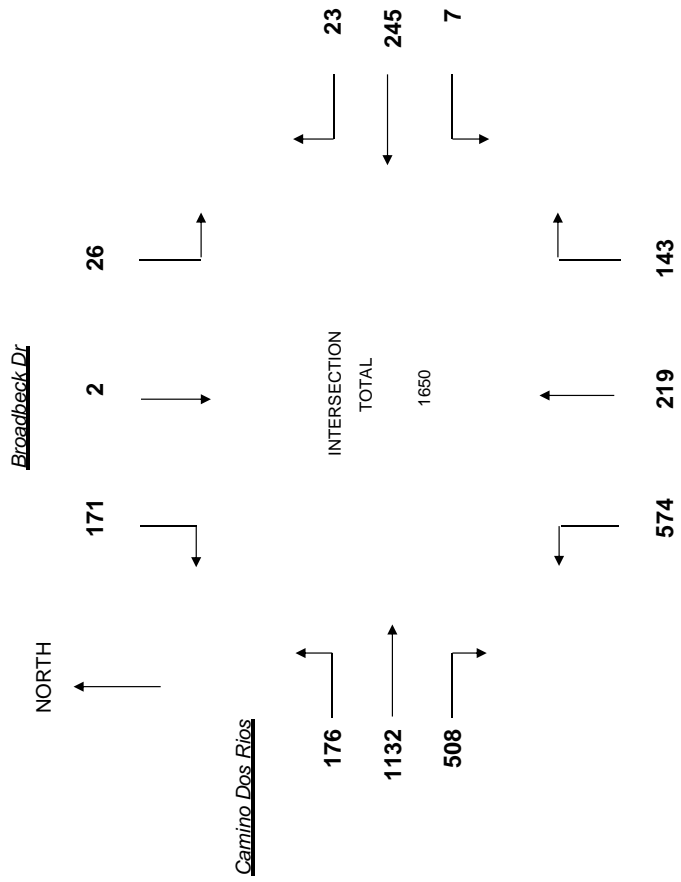 Broadbeck Dr
NORTH
171
2
26
Camino Dos Rios
176
1132
508
INTERSECTION
TOTAL
1650
23
245
7
574
219
143